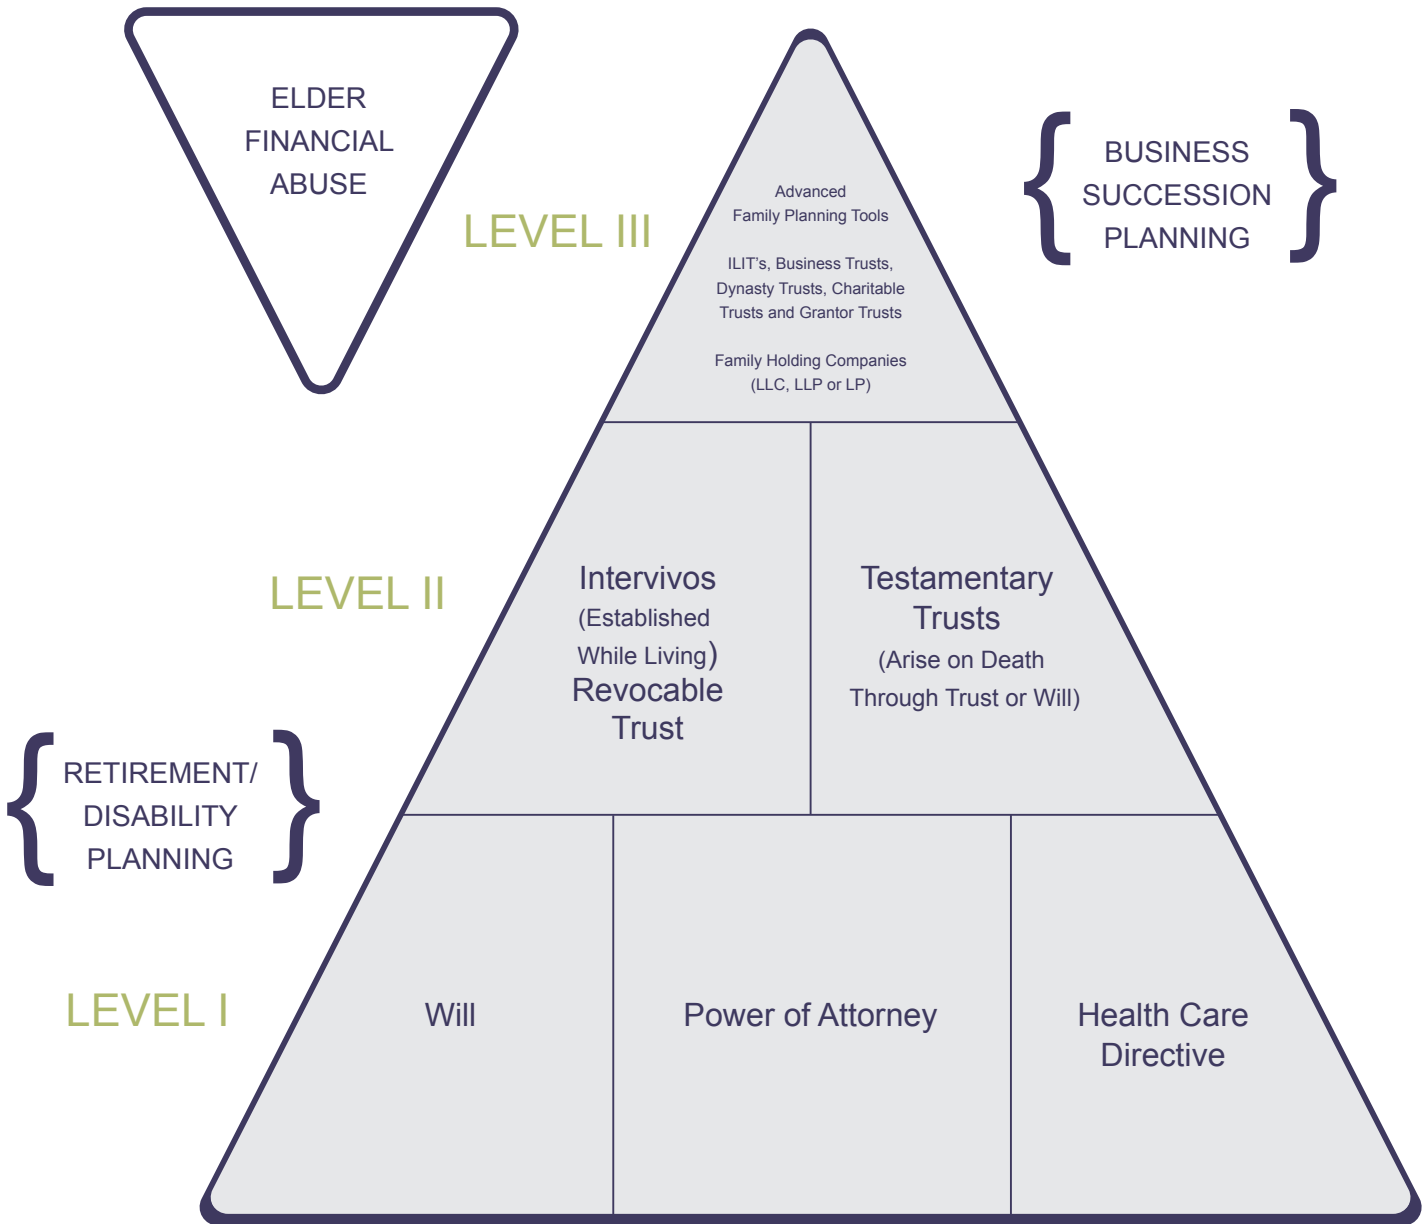 ELDER
FINANCIAL
ABUSE
LEVEL III
Advanced
Family Planning Tools
ILIT's, Business Trusts,
Dynasty Trusts, Charitable
Trusts and Grantor Trusts
Family Holding Companies
(LLC, LLP or LP)
{ BUSINESS
SUCCESSION
PLANNING }
LEVEL II
Intervivos
(Established
While Living)
Revocable
Trust
Testamentary
Trusts
(Arise on Death
Through Trust or Will)
{ RETIREMENT/
DISABILITY
PLANNING }
LEVEL I
Will
Power of Attorney
Health Care
Directive